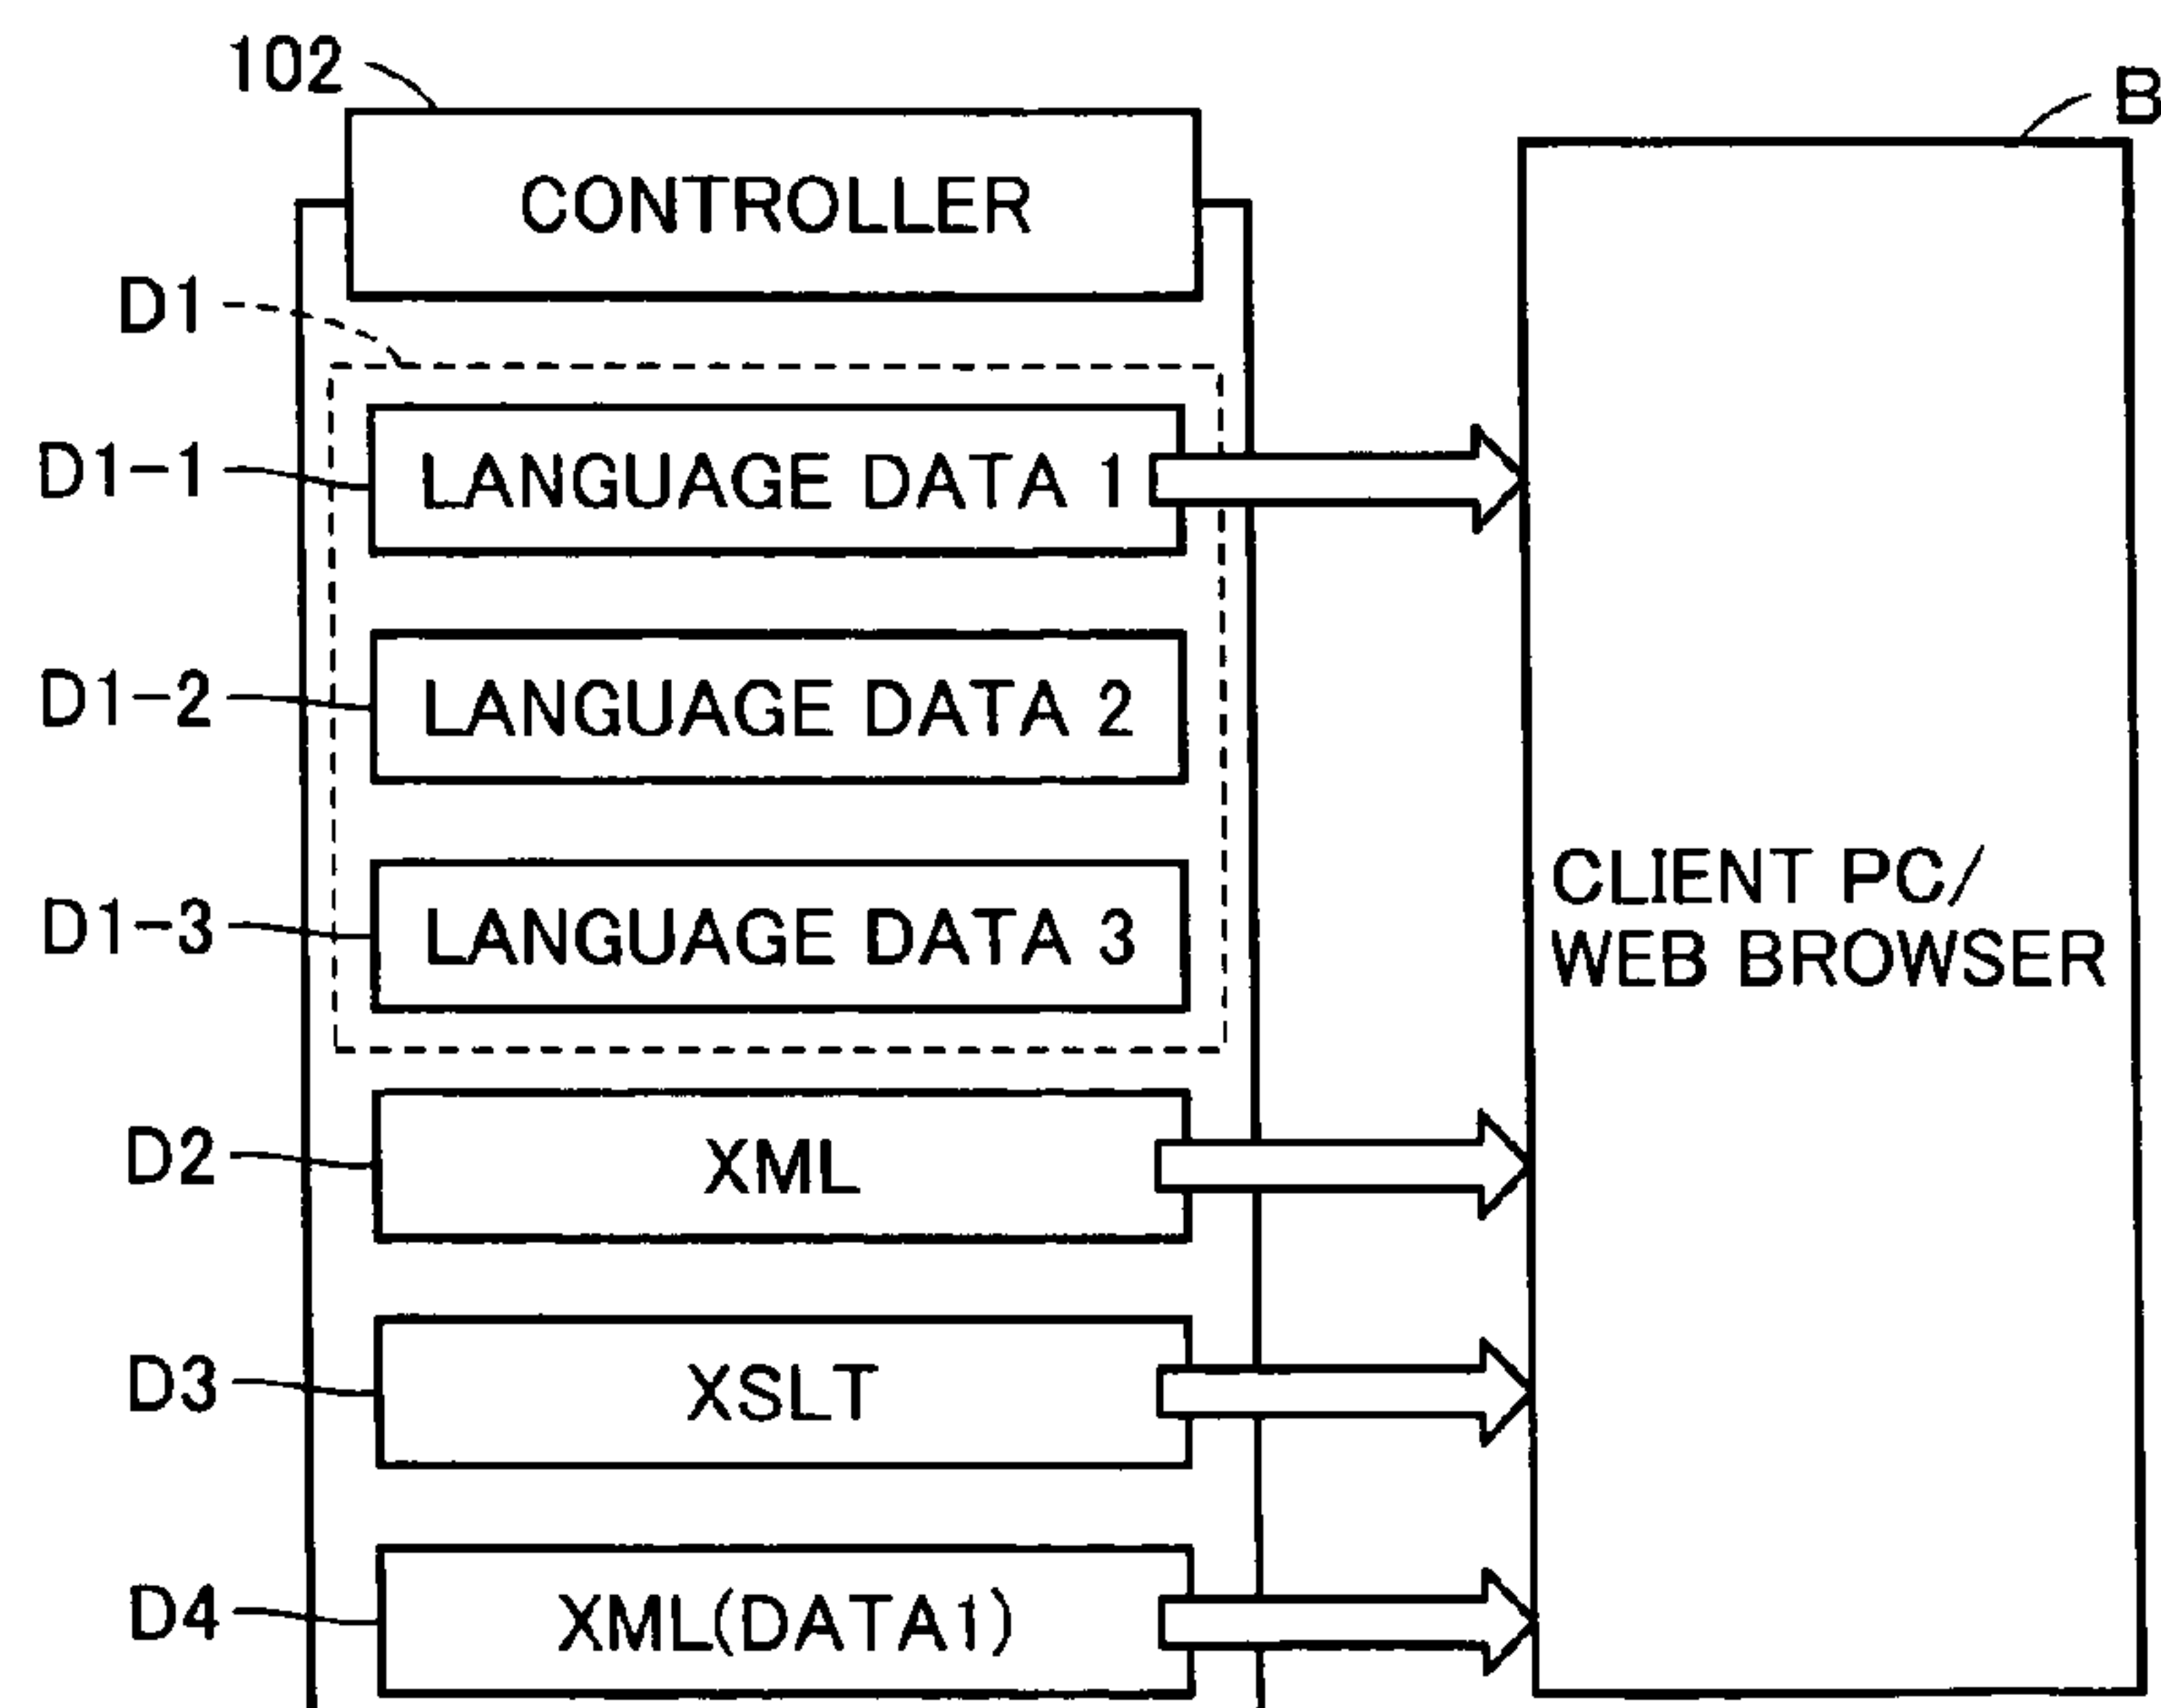 102
B
CONTROLLER
D1
D1-1
LANGUAGE DATA 1
D1-2
LANGUAGE DATA 2
D1-3
LANGUAGE DATA 3
CLIENT PC/
WEB BROWSER
D2
XML
D3
XSLT
D4
XML(DATA1)